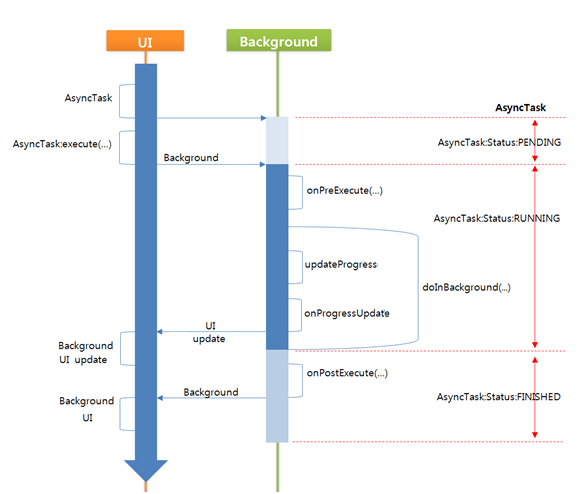 UI
Background
AsyncTask
AsyncTask
AsyncTask:execute(...)
AsyncTask:Status:PENDING
Background
onPreExecute(...)
AsyncTask:Status:RUNNING
updateProgress
doInBackground(...)
onProgressUpdate
UI
update
Background
UI update
onPostExecute(...)
Background
AsyncTask:Status:FINISHED
Background
UI